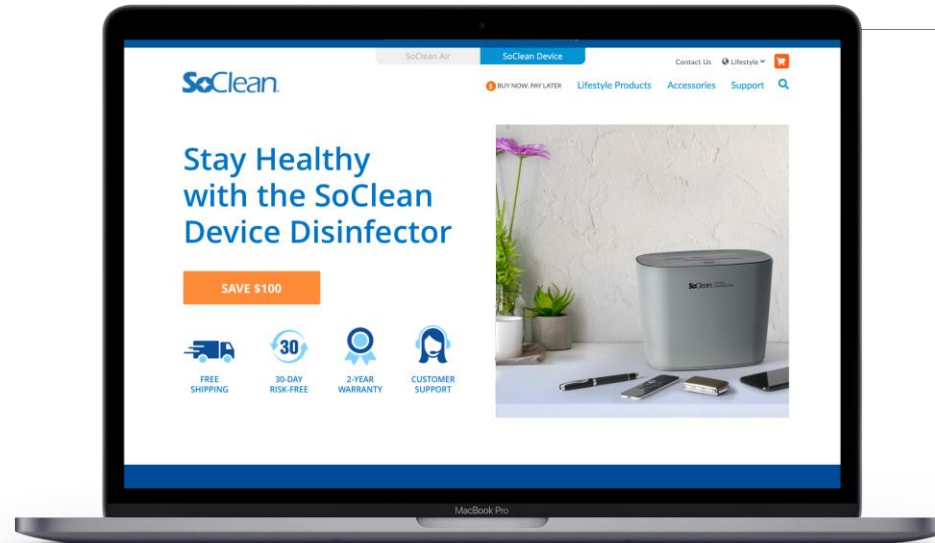 SoClean Air
SoClean Device
Contact Us
Lifestyle
SoClean.
$
BUY NOW, PAY LATER
Lifestyle Products
Accessories
Support
Stay Healthy
with the SoClean
Device Disinfector
SAVE $100
30
FREE
SHIPPING
30-DAY
RISK-FREE
2-YEAR
WARRANTY
CUSTOMER
SUPPORT
SoClean
MacBook Pro